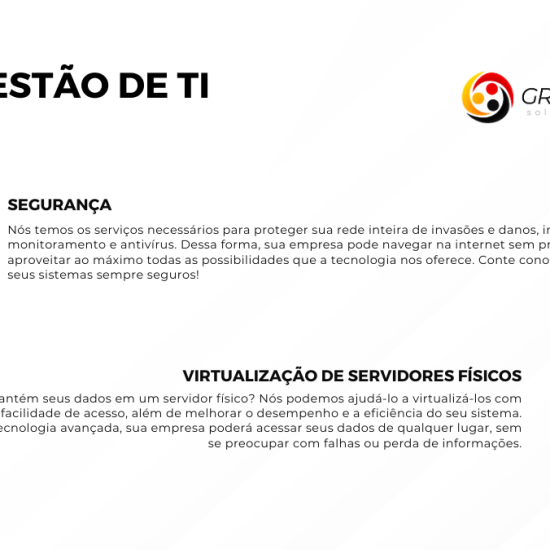 ESTÃO DE TI
GR
sol
SEGURANÇA
Nós temos os serviços necessários para proteger sua rede inteira de invasões e danos, in
monitoramento e antivírus. Dessa forma, sua empresa pode navegar na internet sem pr
aproveitar ao máximo todas as possibilidades que a tecnologia nos oferece. Conte cono
seus sistemas sempre seguros!
VIRTUALIZAÇÃO DE SERVIDORES FÍSICOS
antém seus dados em um servidor físico? Nós podemos ajudá-lo a virtualizá-los com
facilidade de acesso, além de melhorar o desempenho e a eficiência do seu sistema.
ecnologia avançada, sua empresa poderá acessar seus dados de qualquer lugar, sem
se preocupar com falhas ou perda de informações.